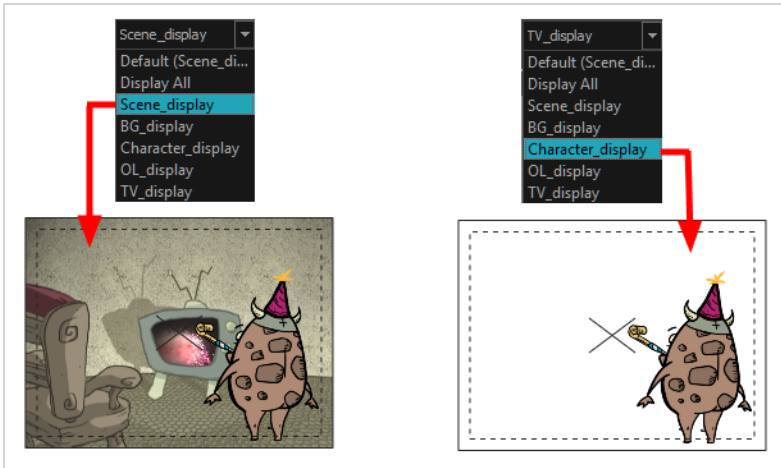 Scene_display
Default (Scene_di...
Display All
Scene_display
BG_display
Character_display
OL_display
TV_display
TV_display
Default (Scene_di...
Display All
Scene_display
BG_display
Character_display
OL_display
TV_display